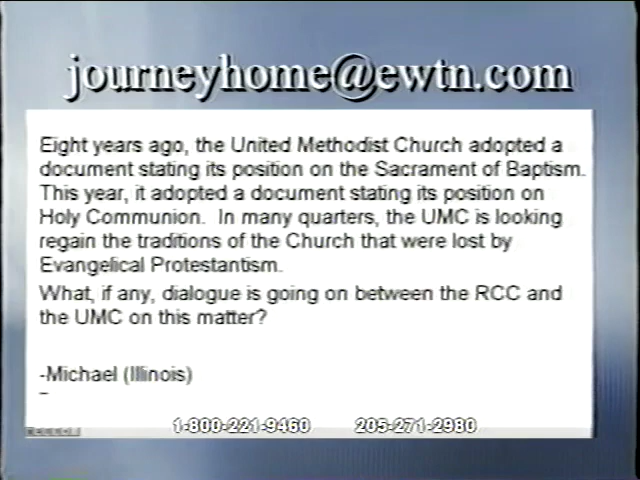 journeyhome@ewtn.com
Eight years ago, the United Methodist Church adopted a
document stating its position on the Sacrament of Baptism.
This year, it adopted a document stating its position on
Holy Communion. In many quarters, the UMC is looking
regain the traditions of the Church that were lost by
Evangelical Protestantism.
What, if any, dialogue is going on between the RCC and
the UMC on this matter?
-Michael (Illinois)
1-800-221-9460 205-271-2980